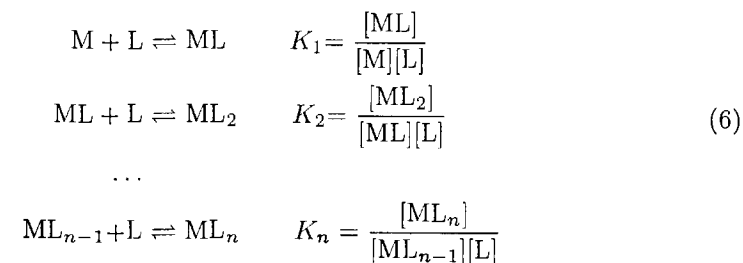 M + L ⇌ ML K₁= [ML] / [M][L]
ML + L ⇌ ML₂ K₂= [ML₂] / [ML][L] (6)
...
MLₙ₋₁+L ⇌ MLₙ Kₙ = [MLₙ] / [MLₙ₋₁][L]